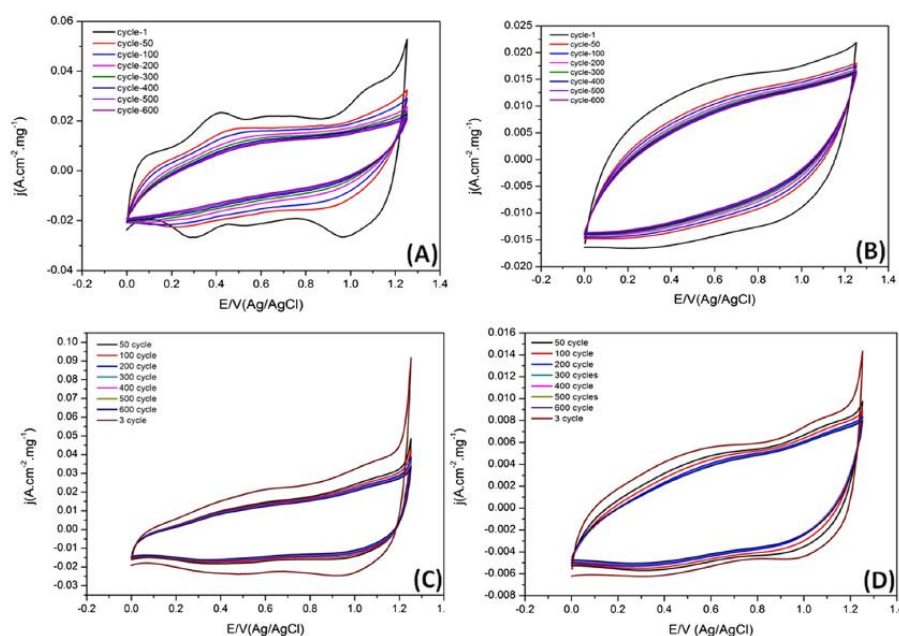 0.06
cycle-1
cycle-50
cycle-100
cycle-200
cycle-300
cycle-400
cycle-500
cycle-600
0.04
0.02
0.00
-0.02
-0.04
j(A.cm⁻².mg⁻¹)
-0.2 0.0 0.2 0.4 0.6 0.8 1.0 1.2 1.4
E/V(Ag/AgCl)
(A)
0.025
cycle-1
cycle-50
cycle-100
cycle-200
cycle-300
cycle-400
cycle-500
cycle-600
0.020
0.015
0.010
0.005
0.000
-0.005
-0.010
-0.015
-0.020
j(A.cm⁻².mg⁻¹)
-0.2 0.0 0.2 0.4 0.6 0.8 1.0 1.2 1.4
E/V(Ag/AgCl)
(B)
0.10
50 cycle
100 cycle
200 cycle
300 cycle
400 cycle
500 cycle
600 cycle
3 cycle
0.09
0.08
0.07
0.06
0.05
0.04
0.03
0.02
0.01
0.00
-0.01
-0.02
-0.03
j(A.cm⁻².mg⁻¹)
-0.2 0.0 0.2 0.4 0.6 0.8 1.0 1.2 1.4
E/V(Ag/AgCl)
(C)
0.016
50 cycle
100 cycle
200 cycle
300 cycles
400 cycle
500 cycles
600 cycle
3 cycle
0.014
0.012
0.010
0.008
0.006
0.004
0.002
0.000
-0.002
-0.004
-0.006
-0.008
j(A.cm⁻².mg⁻¹)
-0.2 0.0 0.2 0.4 0.6 0.8 1.0 1.2 1.4
E/V (Ag/AgCl)
(D)